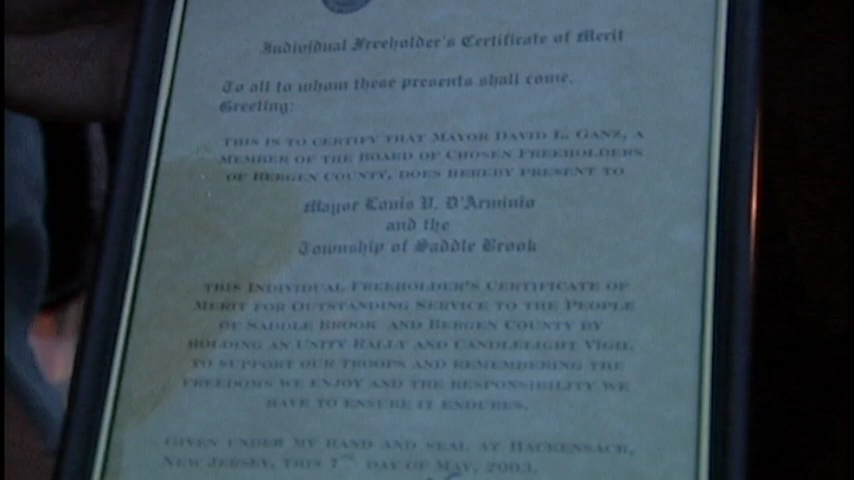 Individual Freeholder's Certificate of Merit
To all to whom these presents shall come.
Greeting:
THIS IS TO CERTIFY THAT MAYOR DAVID L. GANZ, A
MEMBER OF THE BOARD OF CHOSEN FREEHOLDERS
OF BERGEN COUNTY, DOES HEREBY PRESENT TO
Mayor Louis V. D'Arminio
and the
Township of Saddle Brook
THIS INDIVIDUAL FREEHOLDER'S CERTIFICATE OF
MERIT FOR OUTSTANDING SERVICE TO THE PEOPLE
OF SADDLE BROOK AND BERGEN COUNTY BY
HOLDING AN UNITY RALLY AND CANDLELIGHT VIGIL
TO SUPPORT OUR TROOPS AND REMEMBERING THE
FREEDOMS WE ENJOY AND THE RESPONSIBILITY WE
HAVE TO ENSURE IT ENDURES.
GIVEN UNDER MY HAND AND SEAL AT HACKENSACK,
NEW JERSEY, THIS 7TH DAY OF MAY, 2003.